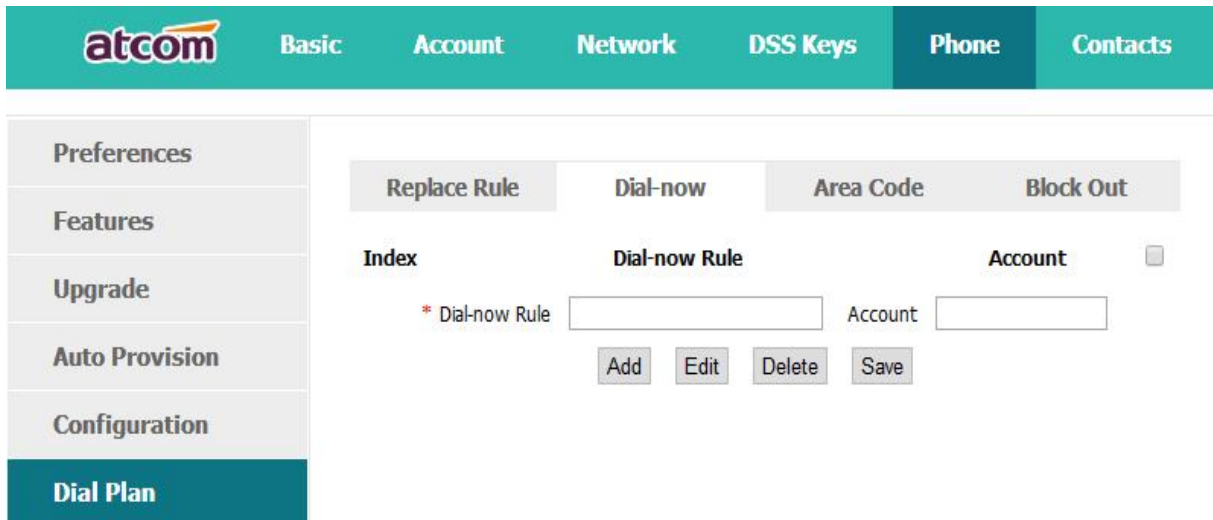 atcom Basic Account Network DSS Keys Phone Contacts
Preferences
Replace Rule Dial-now Area Code Block Out
Features
Index Dial-now Rule Account
Upgrade
* Dial-now Rule Account
Auto Provision
Add Edit Delete Save
Configuration
Dial Plan